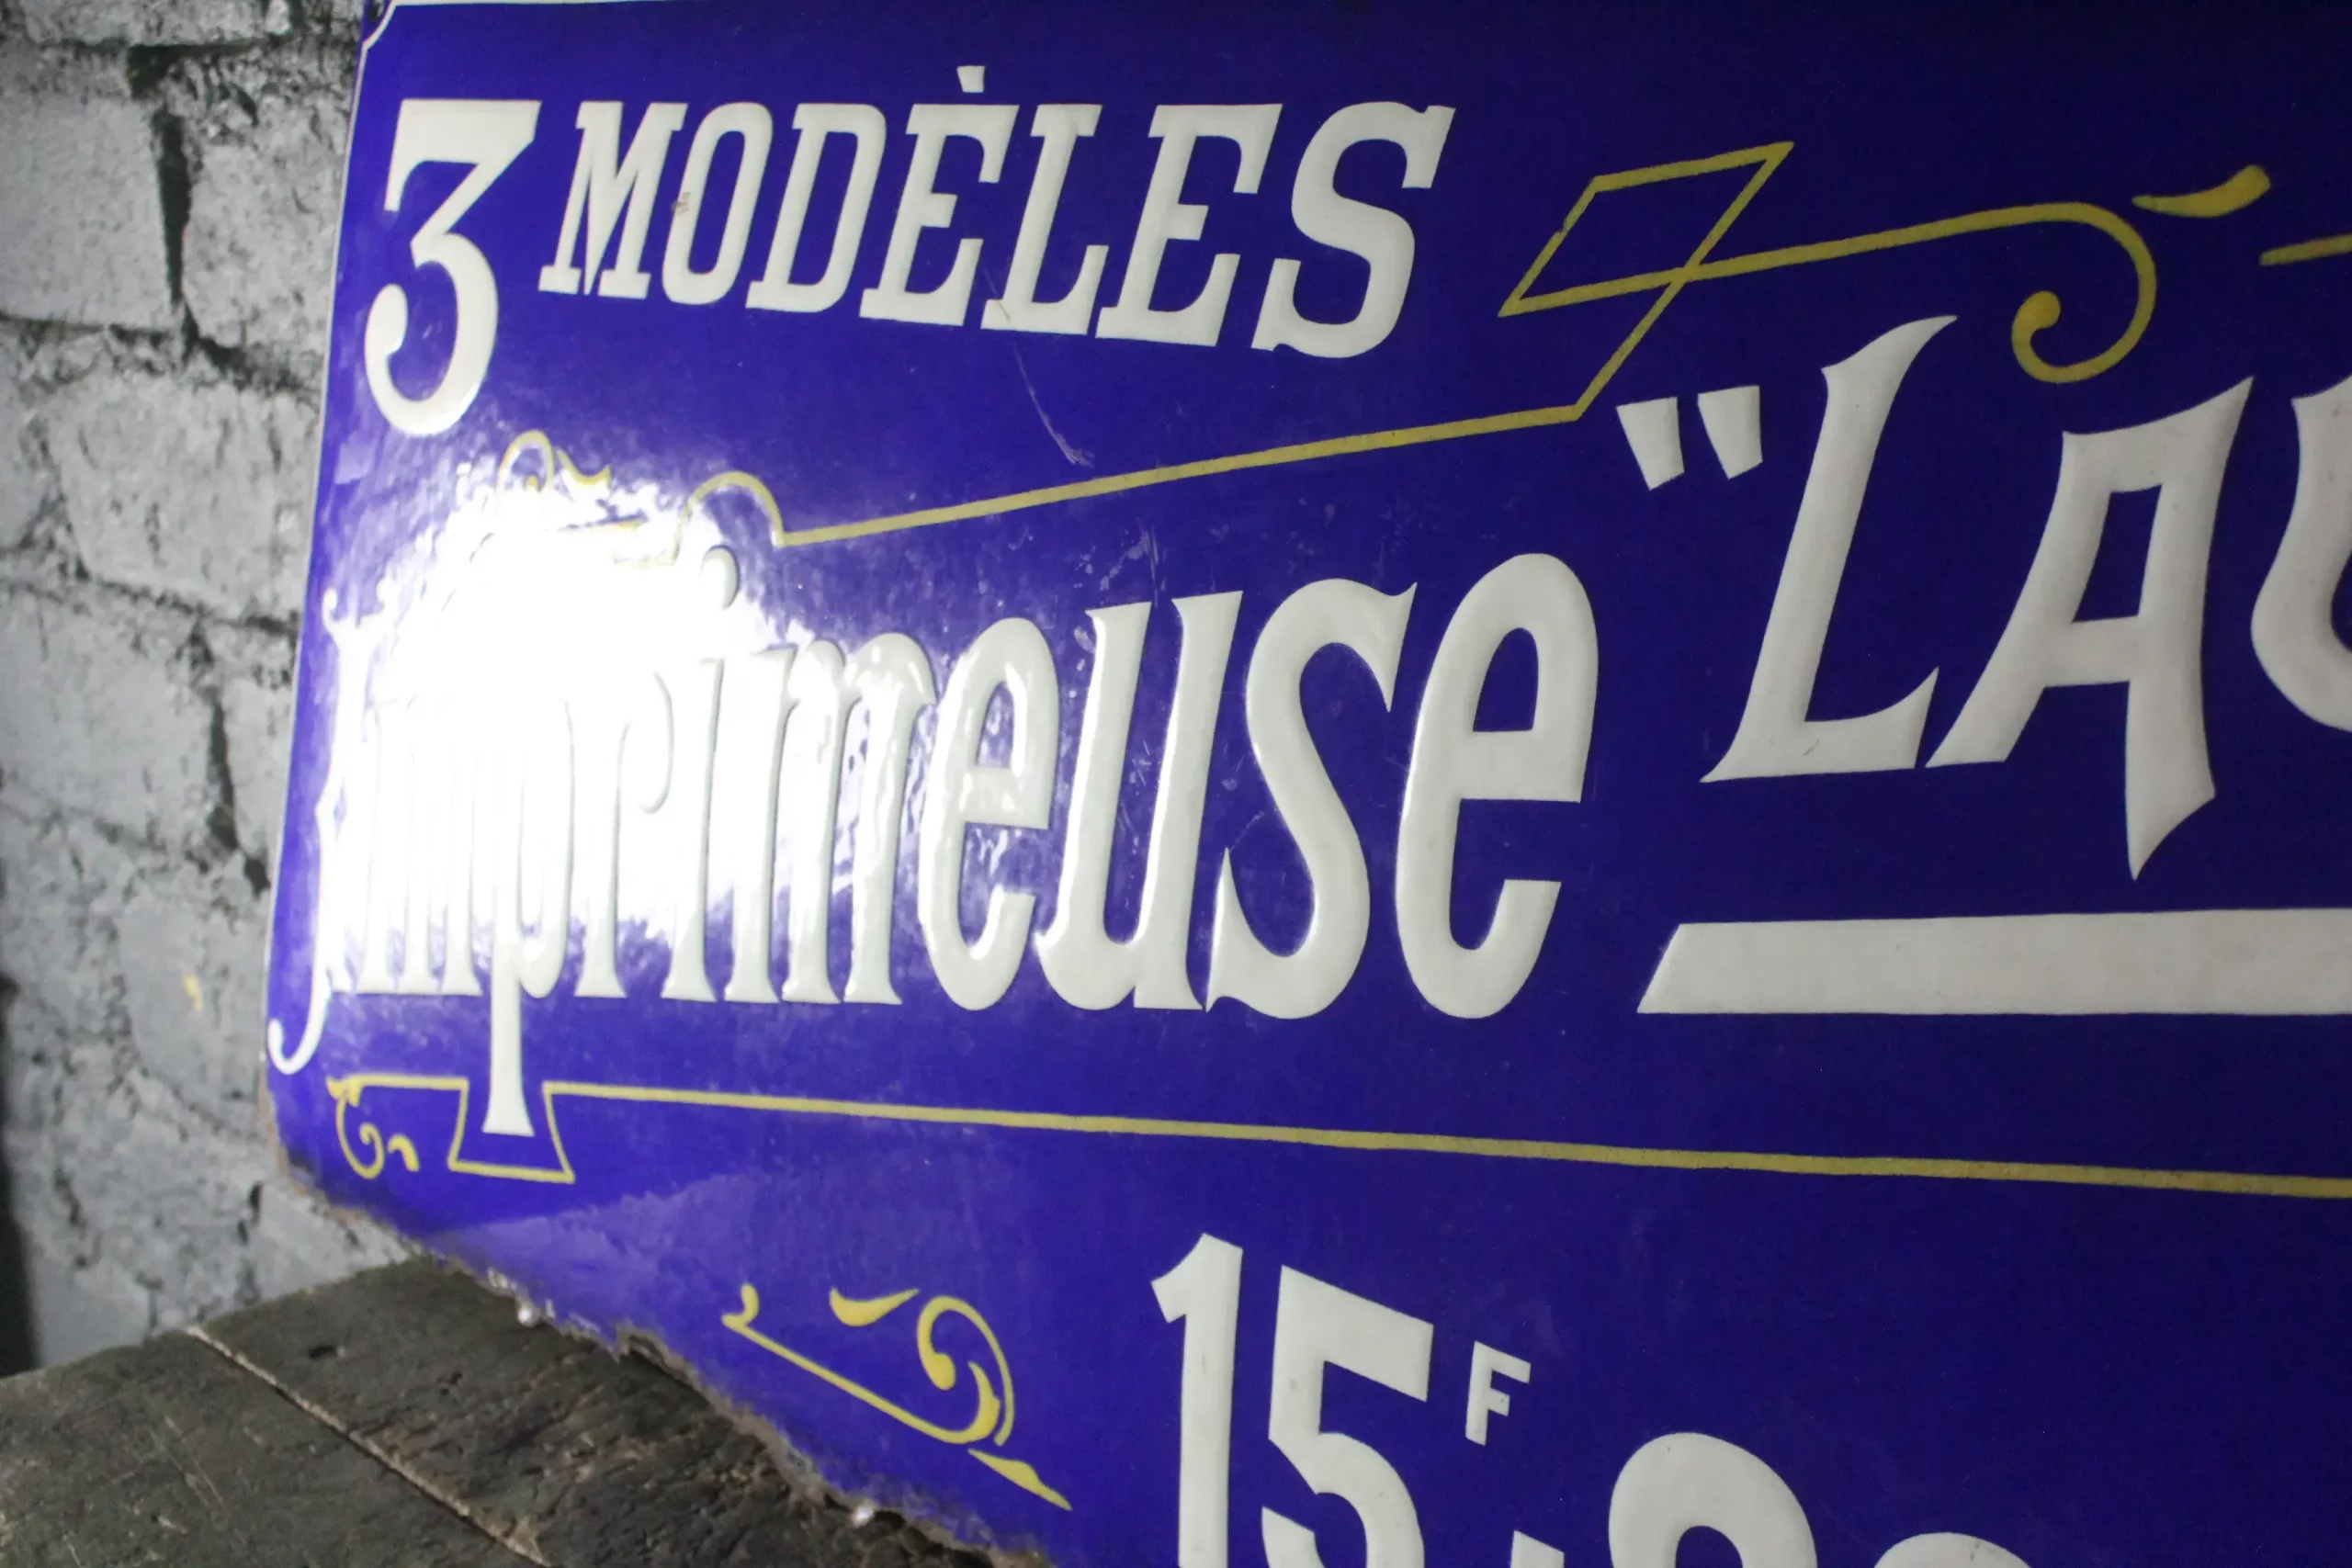 3 MODÈLES
Imprimeuse "LA
15F